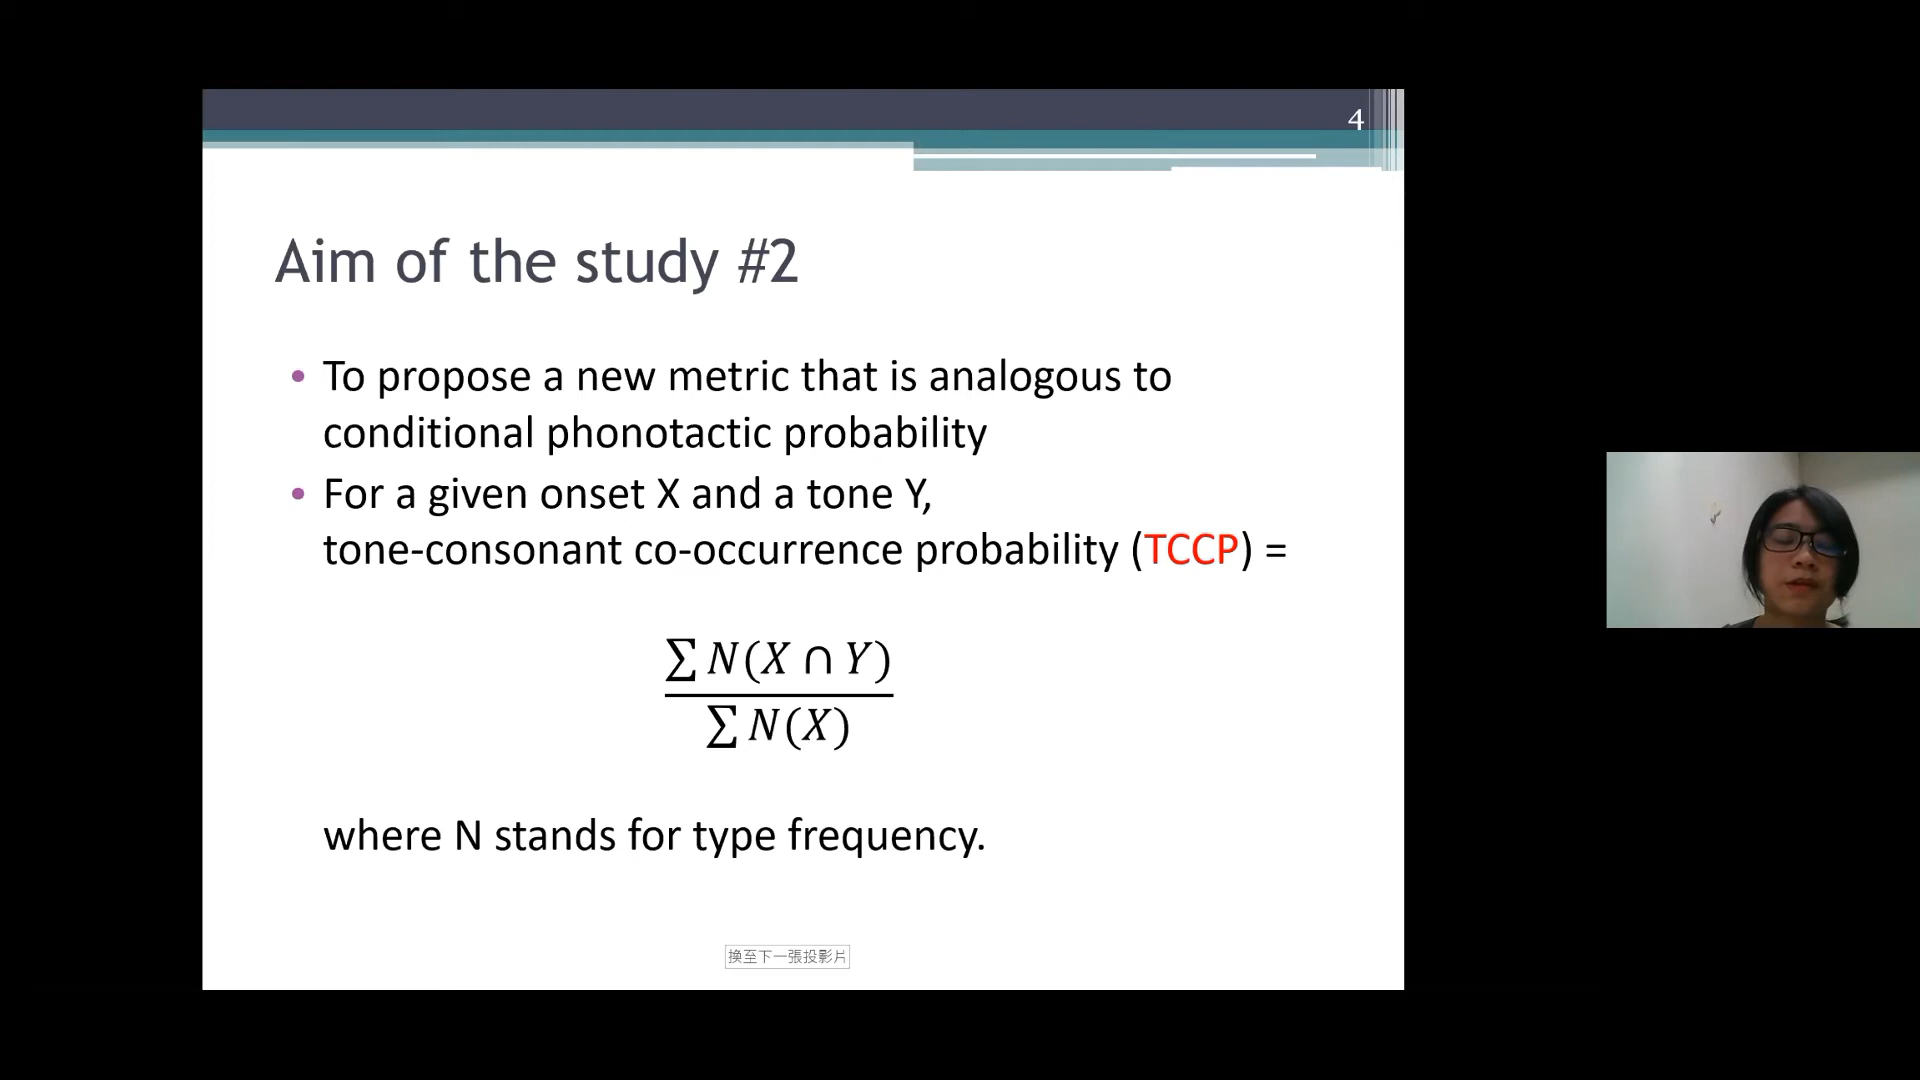 4
Aim of the study #2
• To propose a new metric that is analogous to
conditional phonotactic probability
• For a given onset X and a tone Y,
tone-consonant co-occurrence probability (TCCP) =
∑ N(X ∩ Y)
∑ N(X)
where N stands for type frequency.
換至下一張投影片